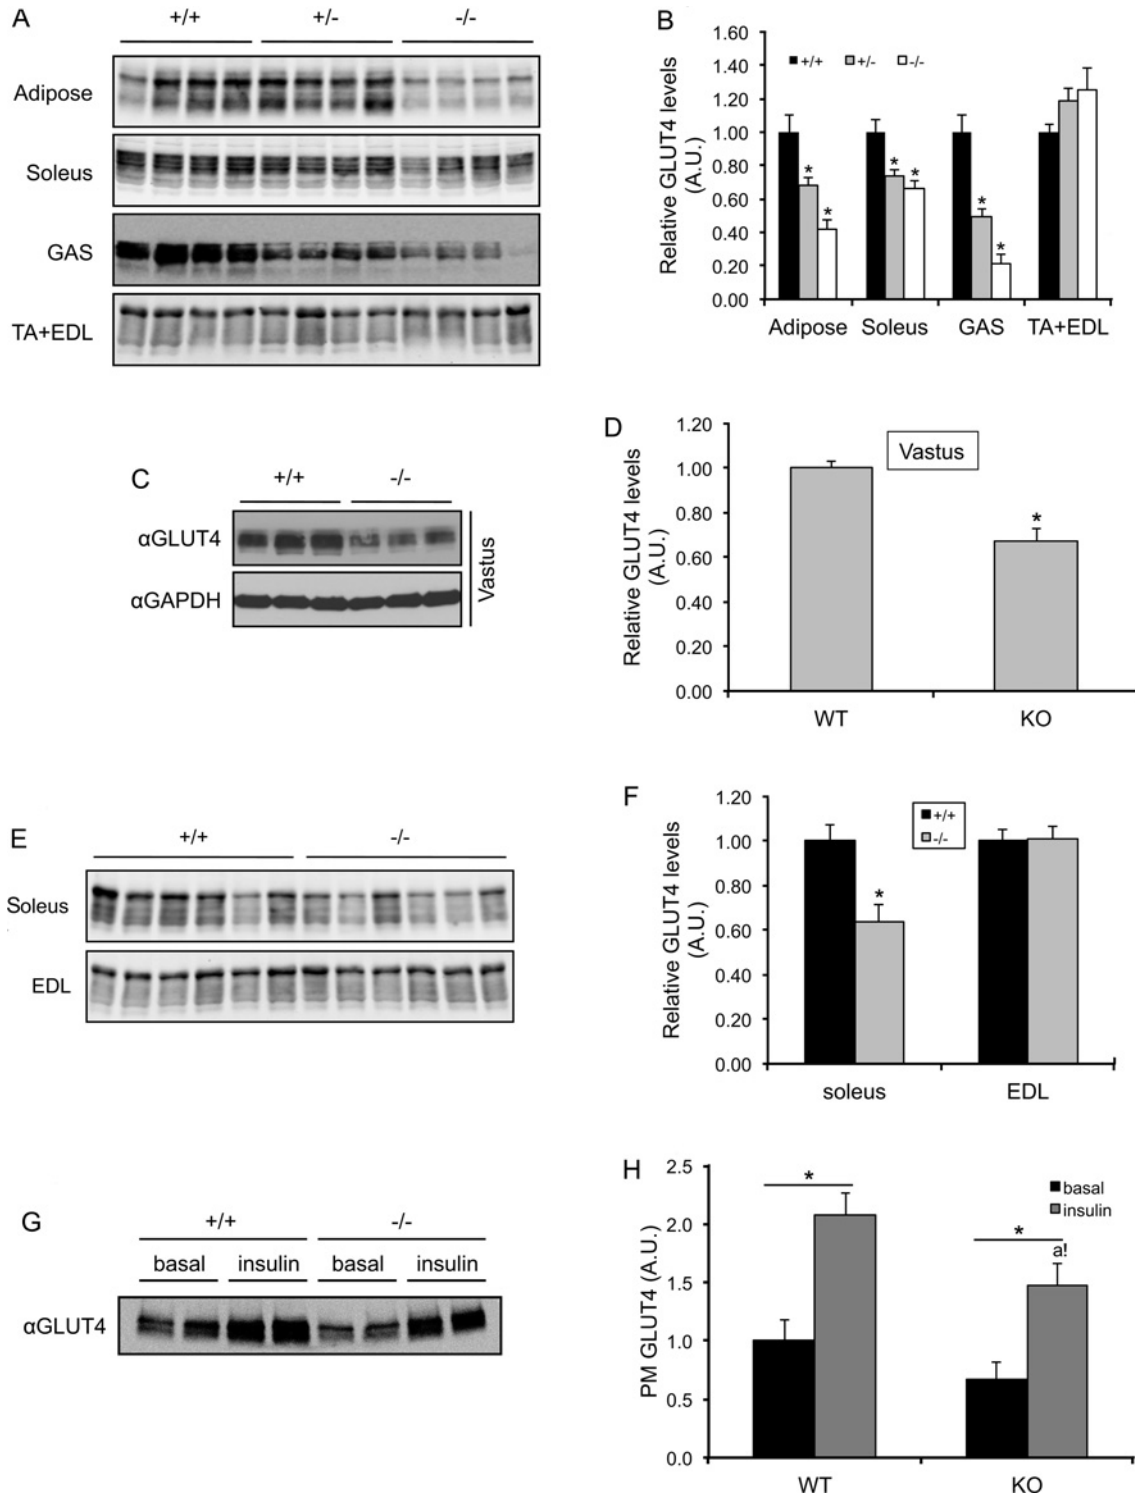 A
+/+ +/- -/-
Adipose
Soleus
GAS
TA+EDL
B
Relative GLUT4 levels
(A.U.)
1.60
1.40
1.20
1.00
0.80
0.60
0.40
0.20
0.00
+/+ +/- -/-
* * * * * *
Adipose Soleus GAS TA+EDL
C
+/+ -/-
αGLUT4
αGAPDH
Vastus
D
Relative GLUT4 levels
(A.U.)
1.20
1.00
0.80
0.60
0.40
0.20
0.00
Vastus
*
WT KO
E
+/+ -/-
Soleus
EDL
F
Relative GLUT4 levels
(A.U.)
1.20
1.00
0.80
0.60
0.40
0.20
0.00
+/+
-/-
*
soleus EDL
G
+/+ -/-
basal insulin basal insulin
αGLUT4
H
PM GLUT4 (A.U.)
2.5
2.0
1.5
1.0
0.5
0.0
basal
insulin
*
*
a!
WT KO